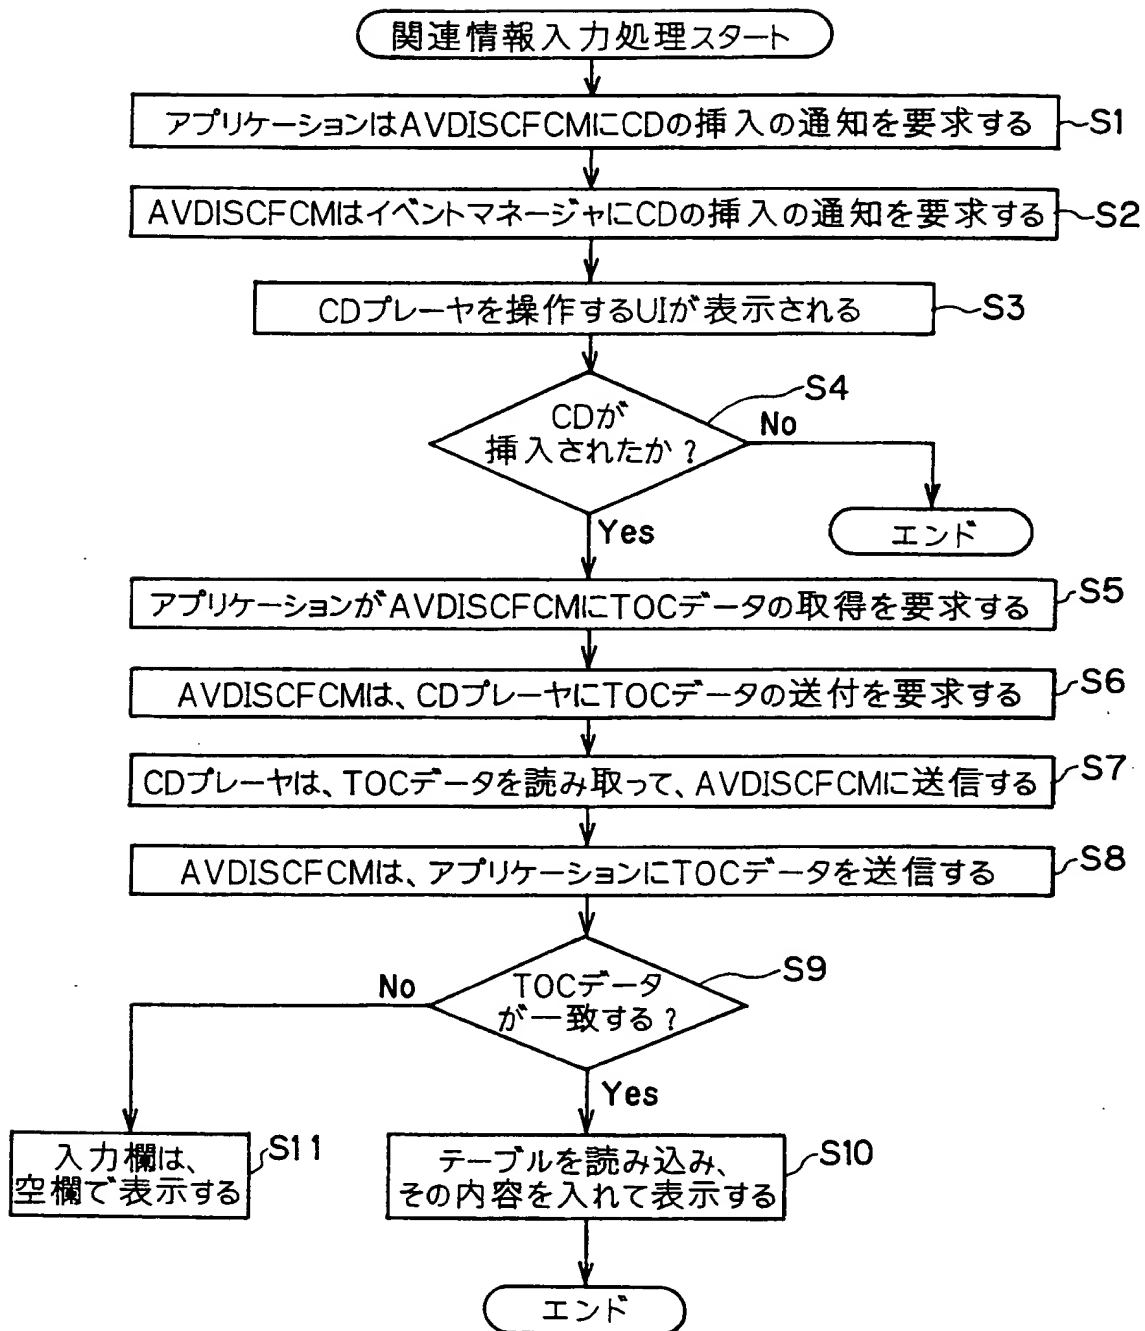 関連情報入力処理スタート
アプリケーションはAVDISCFCMにCDの挿入の通知を要求する
S1
AVDISCFCMはイベントマネージャにCDの挿入の通知を要求する
S2
CDプレーヤを操作するUIが表示される
S3
CDが
挿入されたか?
S4
No
エンド
Yes
アプリケーションがAVDISCFCMにTOCデータの取得を要求する
S5
AVDISCFCMは、CDプレーヤにTOCデータの送付を要求する
S6
CDプレーヤは、TOCデータを読み取って、AVDISCFCMに送信する
S7
AVDISCFCMは、アプリケーションにTOCデータを送信する
S8
TOCデータ
が一致する?
S9
No
Yes
入力欄は、
空欄で表示する
S11
テーブルを読み込み、
その内容を入れて表示する
S10
エンド